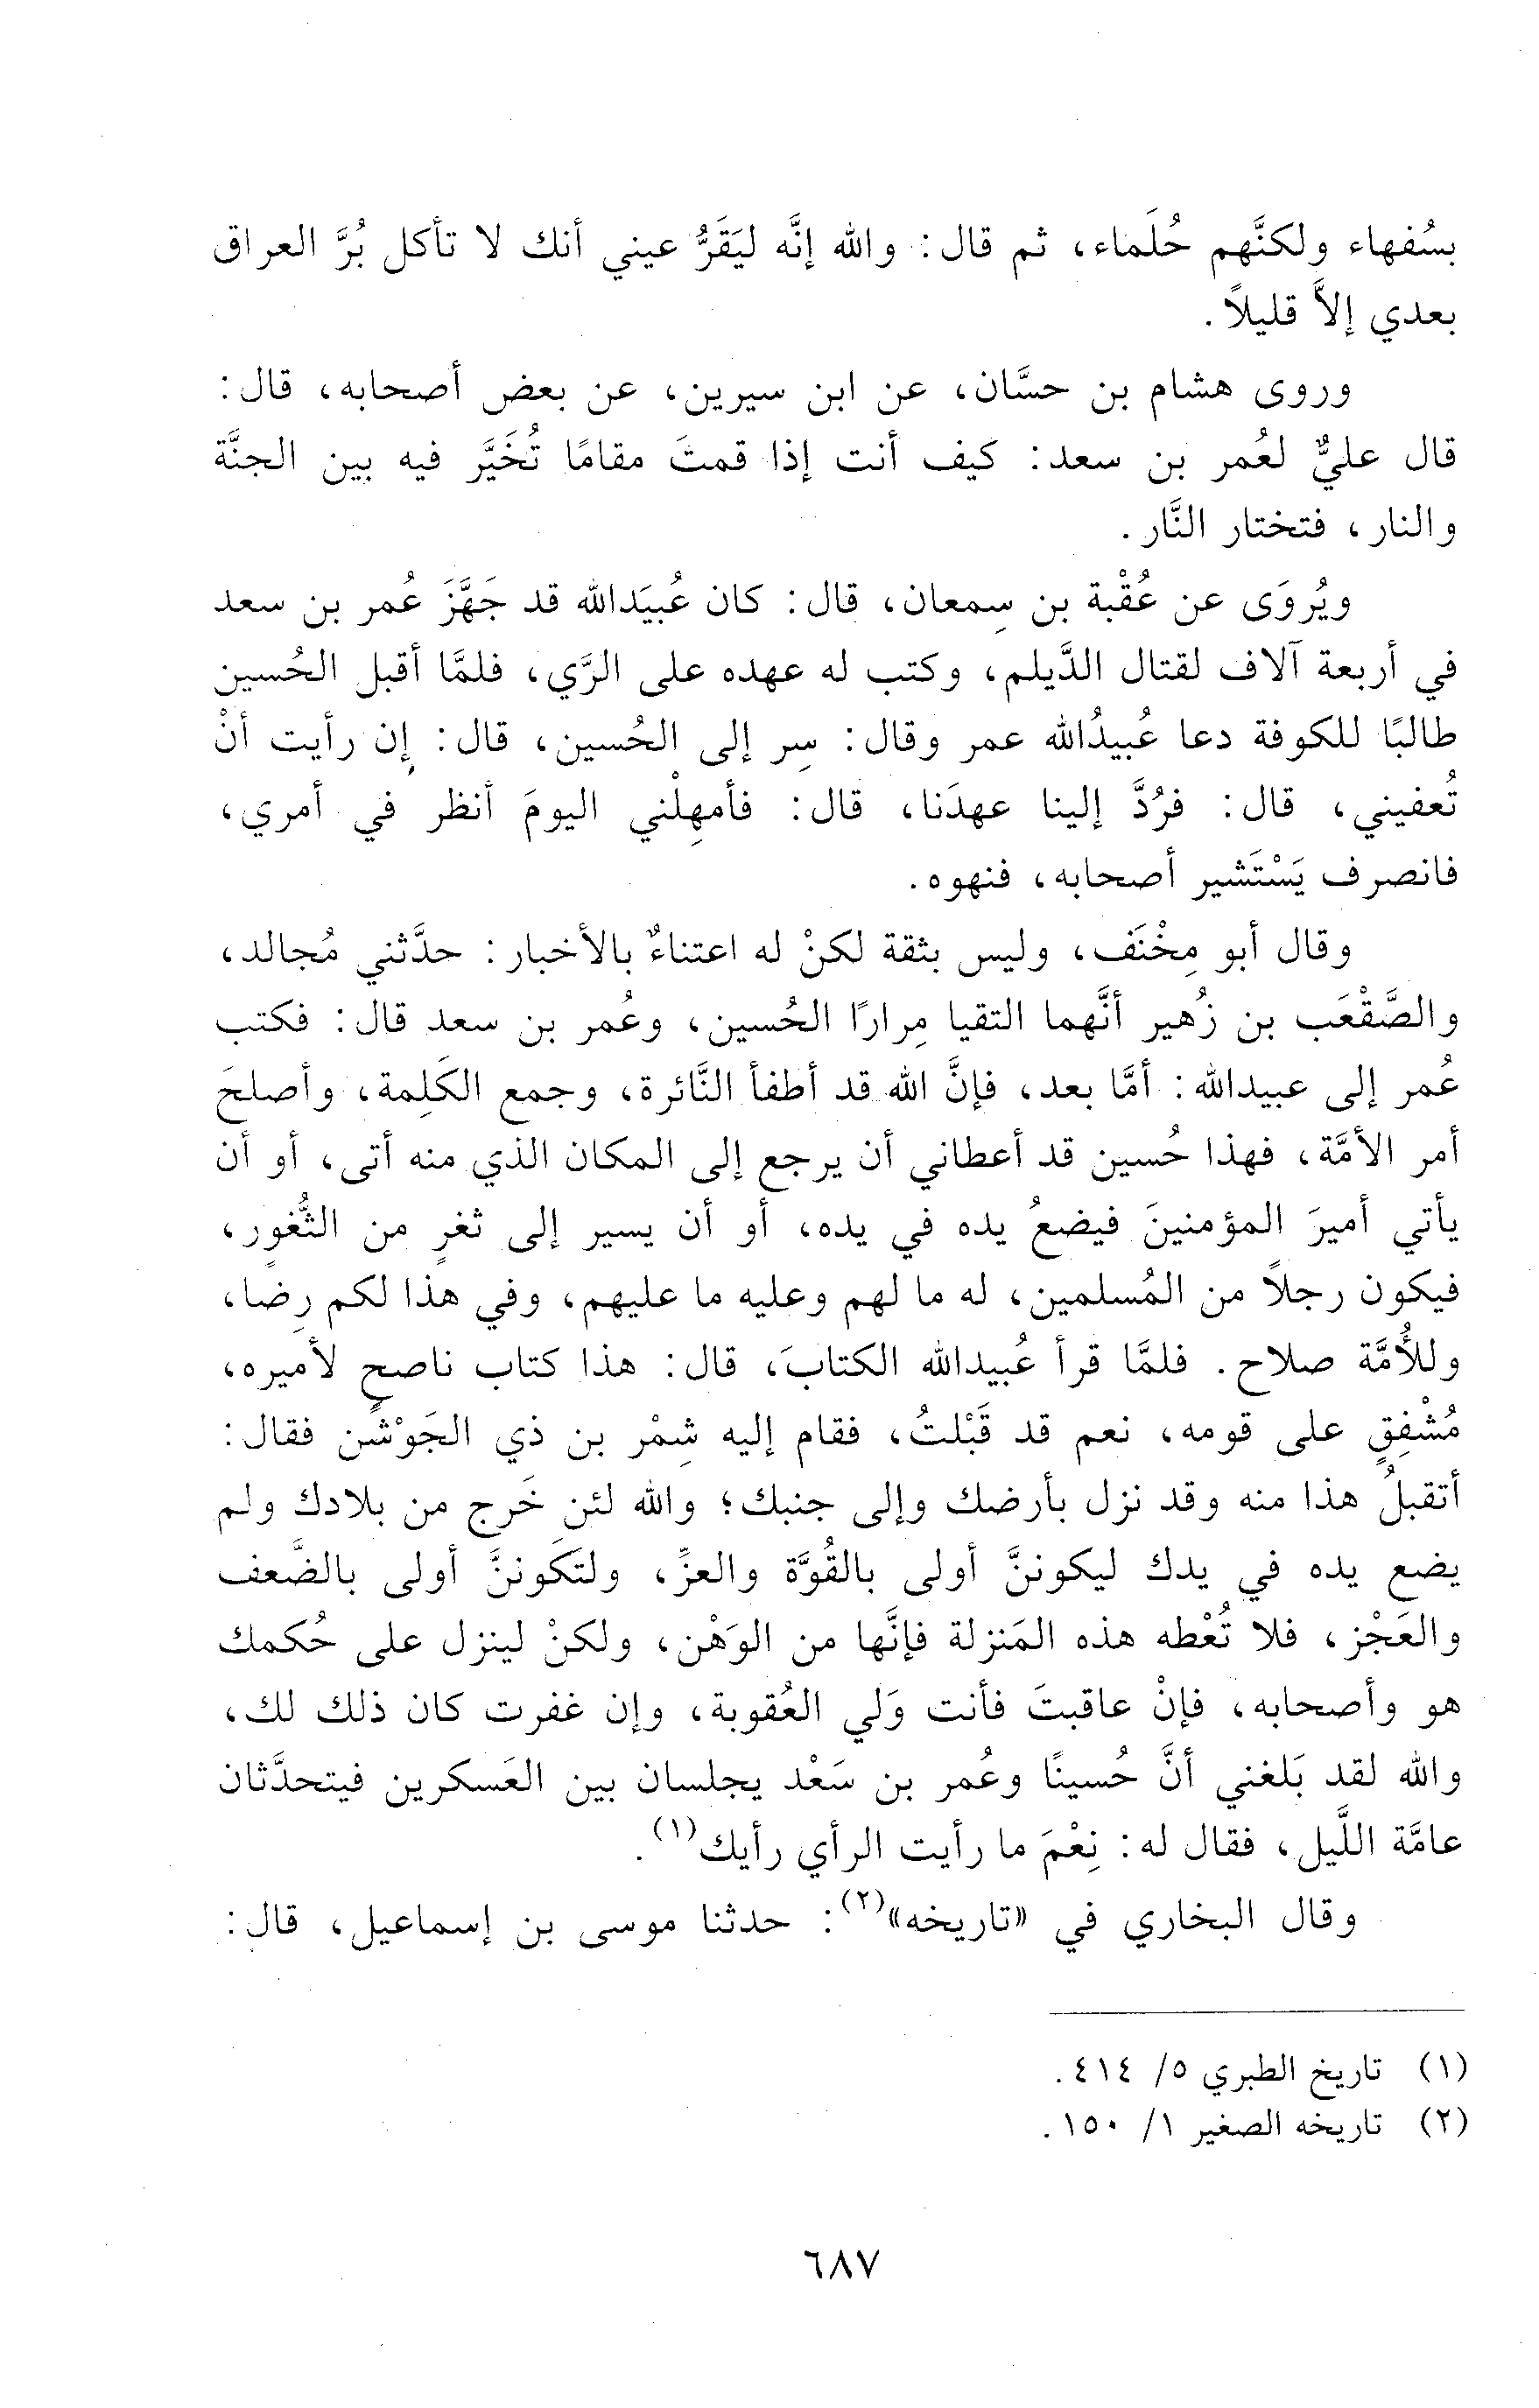 بسُفهاء ولكنَّهم حُلَماء، ثم قال: والله إنَّه ليَقَرُّ عيني أنك لا تأكل بُرَّ العراق
بعدي إلاَّ قليلاً.
وروى هشام بن حسَّان، عن ابن سيرين، عن بعض أصحابه، قال:
قال عليٌّ لعُمر بن سعد: كيف أنت إذا قمتَ مقامًا تُخَيَّر فيه بين الجنَّة
والنار، فتختار النَّار.
ويُروَى عن عُقْبة بن سِمعان، قال: كان عُبيَدالله قد جَهَّزَ عُمر بن سعد
في أربعة آلاف لقتال الدَّيلم، وكتب له عهده على الرَّي، فلمَّا أقبل الحُسين
طالبًا للكوفة دعا عُبيدُالله عمر وقال: سِر إلى الحُسين، قال: إن رأيت أنْ
تُعفيني، قال: فرُدَّ إلينا عهدَنا، قال: فأمهِلْني اليومَ أنظر في أمري،
فانصرف يَسْتَشير أصحابه، فنهوه.
وقال أبو مِخْنَف، وليس بثقة لكنْ له اعتناءٌ بالأخبار: حدَّثني مُجالد،
والصَّقْعَب بن زُهير أنَّهما التقيا مِرارًا الحُسين، وعُمر بن سعد قال: فكتب
عُمر إلى عبيدالله: أمَّا بعد، فإنَّ الله قد أطفأ النَّائرة، وجمع الكَلِمة، وأصلحَ
أمر الأمَّة، فهذا حُسين قد أعطاني أن يرجع إلى المكان الذي منه أتى، أو أن
يأتي أميرَ المؤمنينَ فيضعُ يده في يده، أو أن يسير إلى ثغرٍ من الثُّغورِ،
فيكون رجلاً من المُسلمين، له ما لهم وعليه ما عليهم، وفي هذا لكم رِضا،
وللأُمَّة صلاح. فلمَّا قرأ عُبيدالله الكتابَ، قال: هذا كتاب ناصحٍ لأميره،
مُشْفِقٍ على قومه، نعم قد قَبْلتُ، فقام إليه شِمْر بن ذي الجَوْشن فقال:
أتقبلُ هذا منه وقد نزل بأرضك وإلى جنبك؛ والله لئنِ خَرج من بلادك ولم
يضع يده في يدك ليكوننَّ أولى بالقُوَّة والعزِّ، ولتَكَوننَّ أولى بالضَّعف
والعَجْز، فلا تُعْطه هذه المَنزلة فإنَّها من الوَهْن، ولكنْ لينزل على حُكمك
هو وأصحابه، فإنْ عاقبتَ فأنت وَلي العُقوبة، وإن غفرت كان ذلك لك،
والله لقد بَلغني أنَّ حُسينًا وعُمر بن سَعْد يجلسان بين العَسكرين فيتحدَّثان
عامَّة اللَّيل، فقال له: نِعْمَ ما رأيت الرأي رأيك(١).
وقال البخاري في «تاريخه»(٢): حدثنا موسى بن إسماعيل، قال:
(١) تاريخ الطبري ٥/ ٤١٤.
(٢) تاريخه الصغير ١/ ١٥٠.
٦٨٧